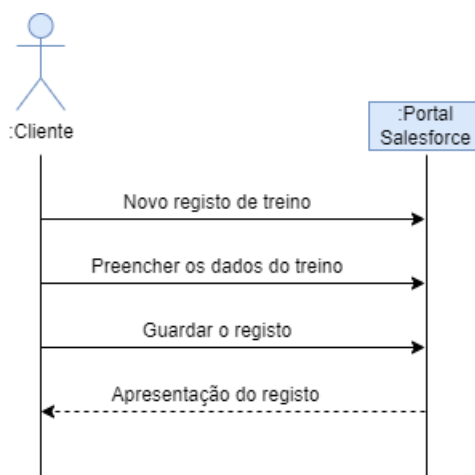 :Cliente
:Portal
Salesforce
Novo registo de treino
Preencher os dados do treino
Guardar o registo
Apresentação do registo